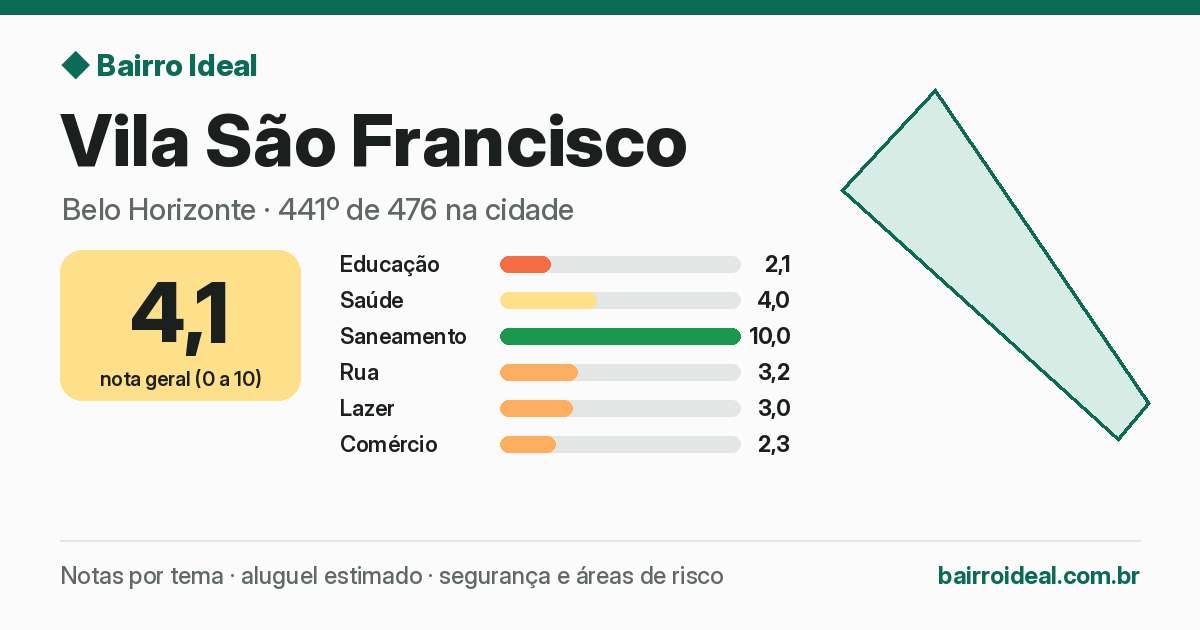 Bairro Ideal
Vila São Francisco
Belo Horizonte · 441º de 476 na cidade
4,1
nota geral (0 a 10)
Educação 2,1
Saúde 4,0
Saneamento 10,0
Rua 3,2
Lazer 3,0
Comércio 2,3
Notas por tema · aluguel estimado · segurança e áreas de risco
bairroideal.com.br